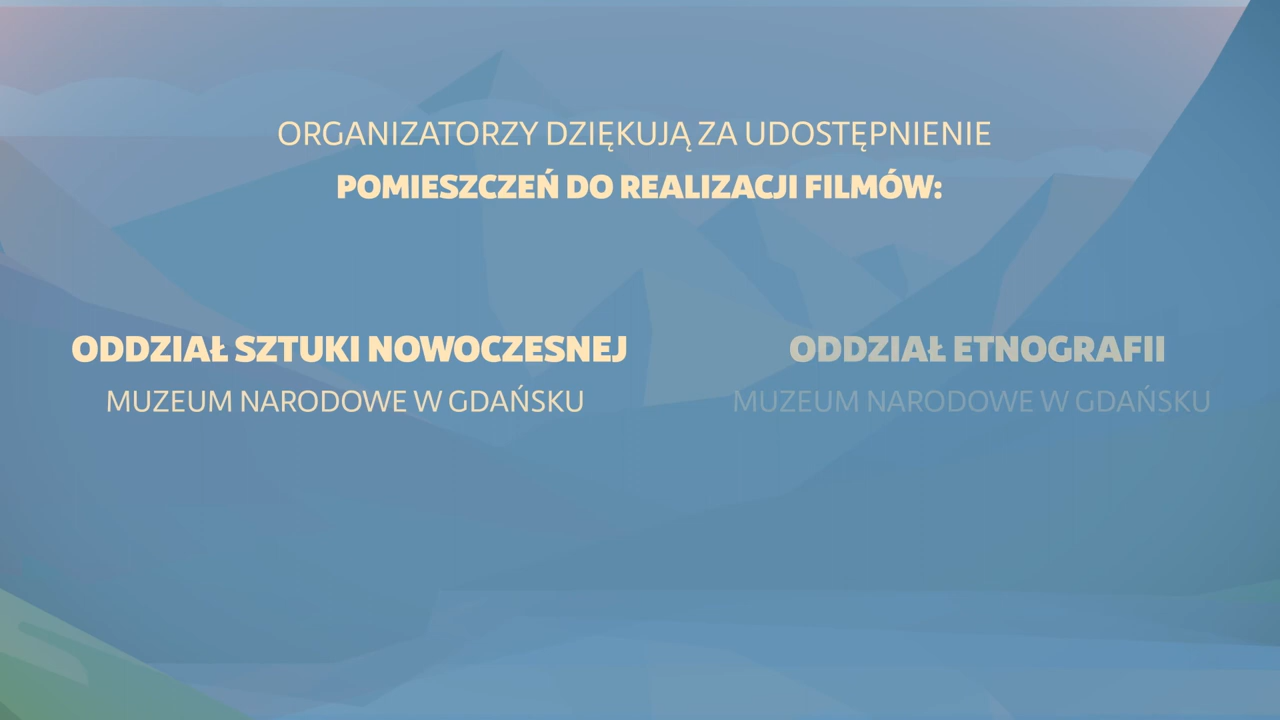 ORGANIZATORZY DZIĘKUJĄ ZA UDOSTĘPNIENIE
POMIESZCZEŃ DO REALIZACJI FILMÓW:
ODDZIAŁ SZTUKI NOWOCZESNEJ
MUZEUM NARODOWE W GDAŃSKU
ODDZIAŁ ETNOGRAFII
MUZEUM NARODOWE W GDAŃSKU